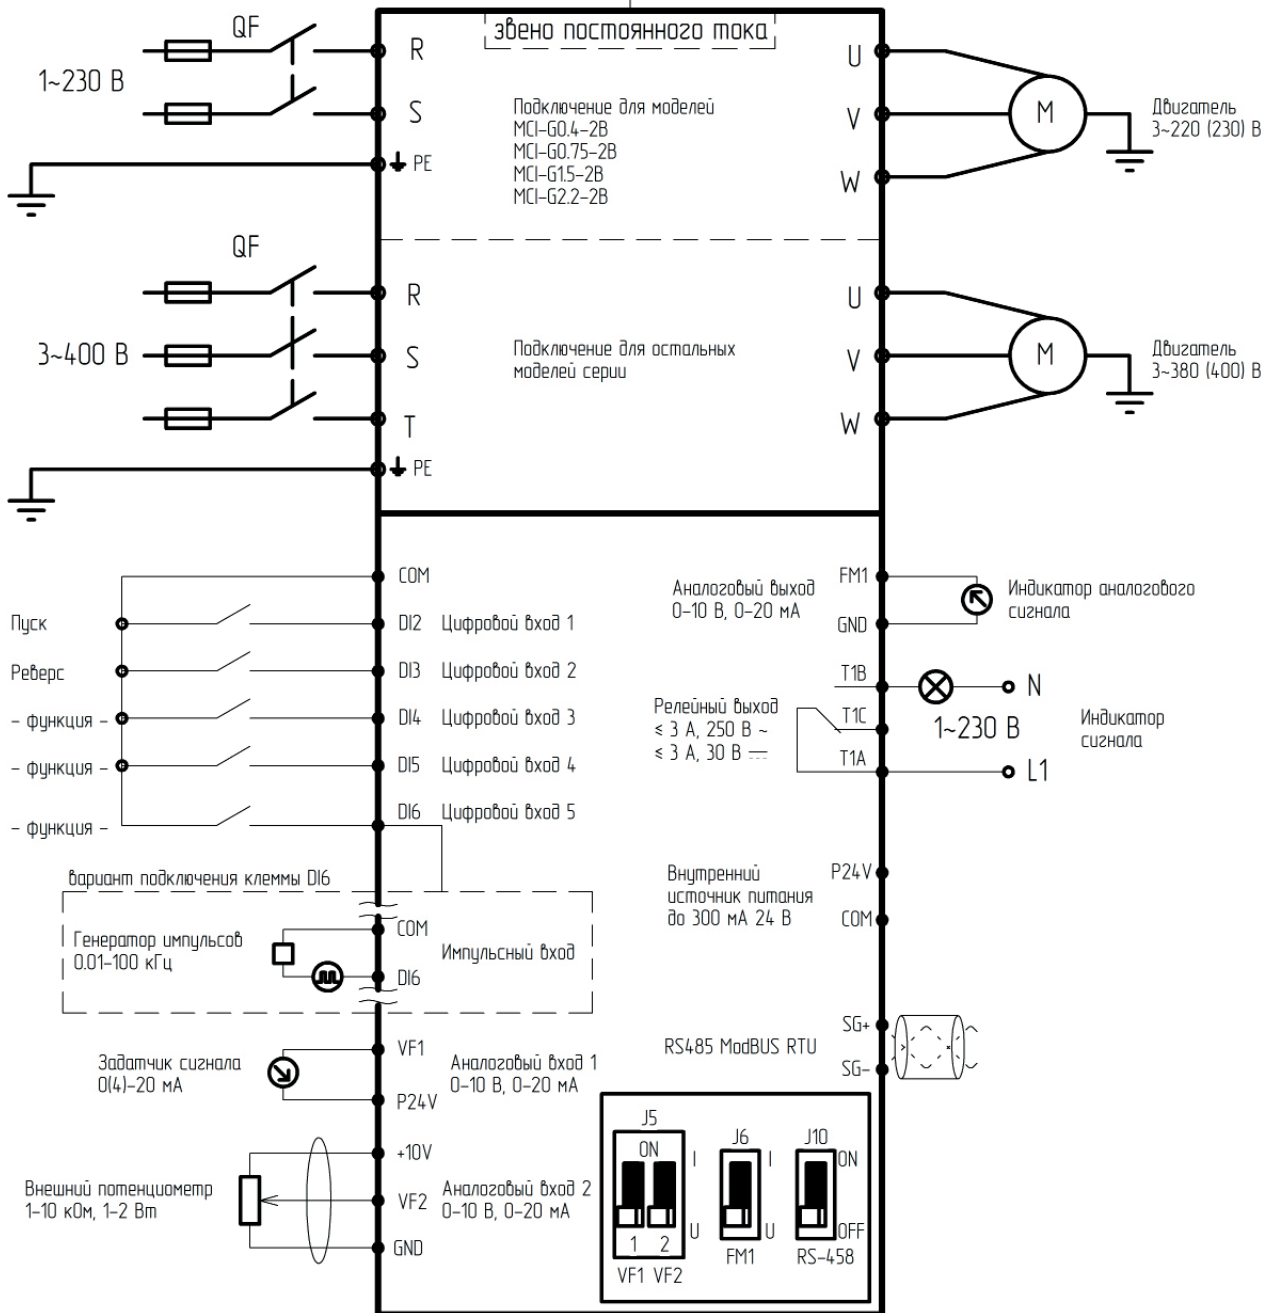 звено постоянного тока
QF
1~230 В
R
S
PE
Подключение для моделей
MCI-G0.4-2B
MCI-G0.75-2B
MCI-G1.5-2B
MCI-G2.2-2B
U
V
W
M
Двигатель
3~220 (230) В
QF
3~400 В
R
S
T
PE
Подключение для остальных
моделей серии
U
V
W
M
Двигатель
3~380 (400) В
COM
Пуск
DI2 Цифровой вход 1
Реверс
DI3 Цифровой вход 2
- функция -
DI4 Цифровой вход 3
- функция -
DI5 Цифровой вход 4
- функция -
DI6 Цифровой вход 5
Аналоговый выход
0-10 В, 0-20 мА
FM1
GND
Индикатор аналогового
сигнала
Релейный выход
≤ 3 А, 250 В ~
≤ 3 А, 30 В ⎓
T1B
T1C
T1A
N
1~230 В
L1
Индикатор
сигнала
вариант подключения клеммы DI6
Генератор импульсов
0.01-100 кГц
COM
DI6
Импульсный вход
Внутренний
источник питания
до 300 мА 24 В
P24V
COM
Задатчик сигнала
0(4)-20 мА
VF1
P24V
Аналоговый вход 1
0-10 В, 0-20 мА
RS485 ModBUS RTU
SG+
SG-
Внешний потенциометр
1-10 кОм, 1-2 Вт
+10V
VF2
GND
Аналоговый вход 2
0-10 В, 0-20 мА
J5
ON
I
U
1 2
VF1 VF2
J6
I
U
FM1
J10
ON
OFF
RS-458